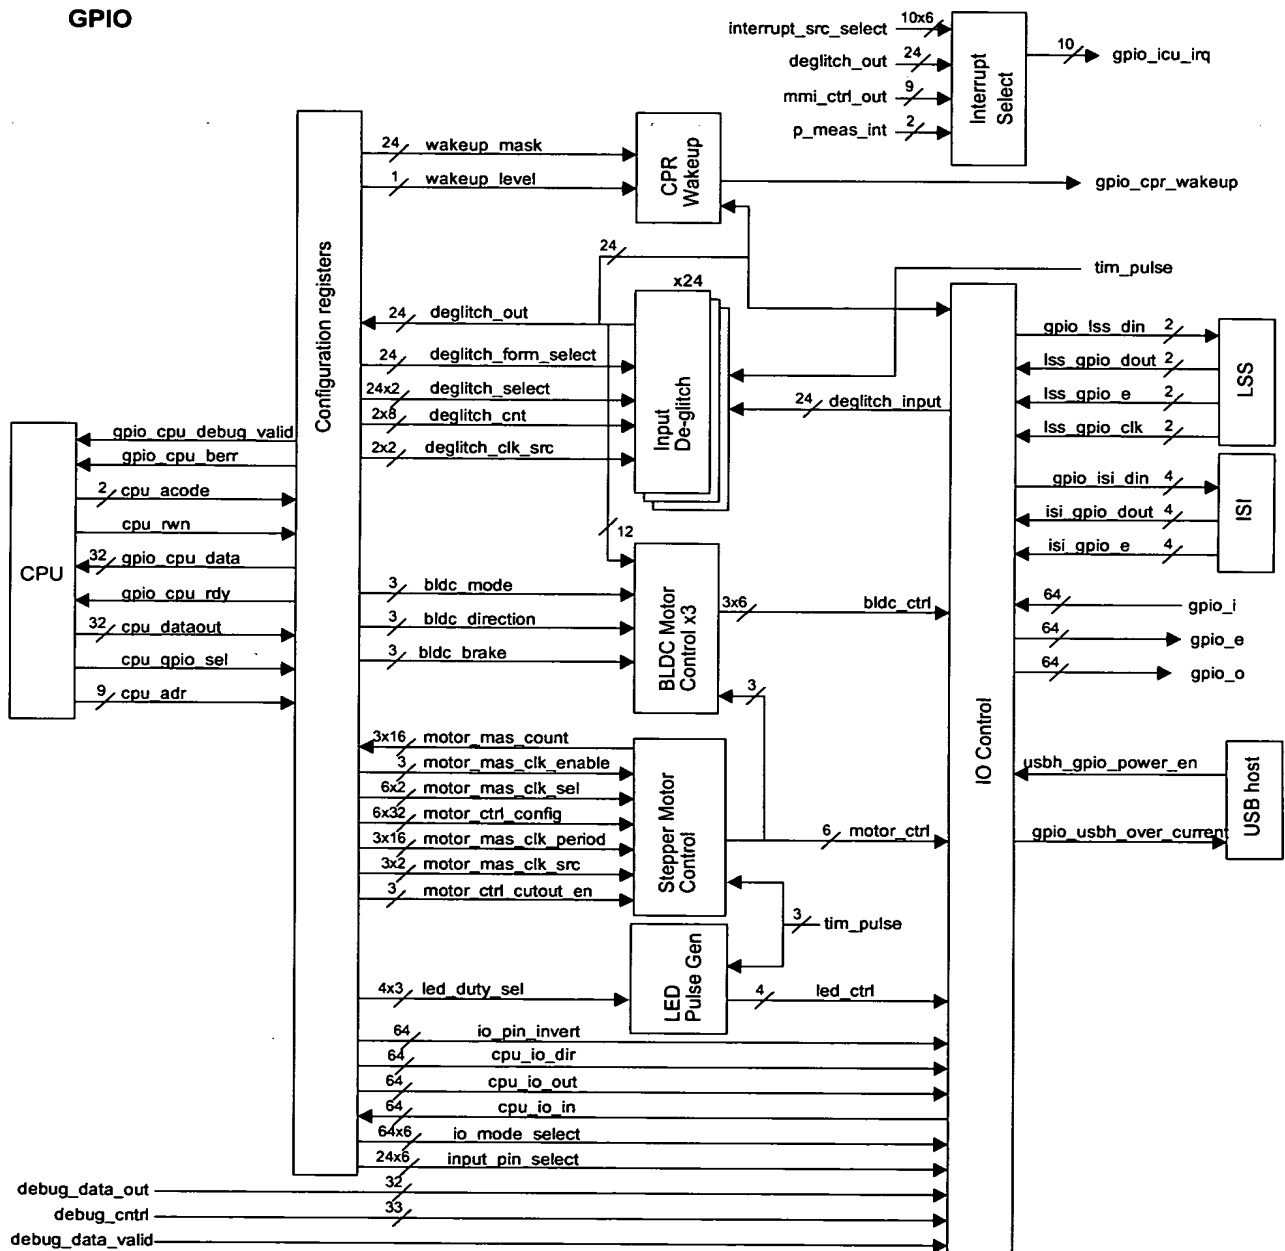 GPIO
interrupt_src_select 10x6
deglitch_out 24
mmi_ctrl_out 9
p_meas_int 2
Interrupt Select
10 gpio_icu_irq
Configuration registers
24 wakeup_mask
1 wakeup_level
CPR Wakeup
gpio_cpr_wakeup
24
tim_pulse
x24
24 deglitch_out
24 deglitch_form_select
24x2 deglitch_select
2x8 deglitch_cnt
2x2 deglitch_clk_src
Input De-glitch
24 deglitch_input
12
gpio_lss_din 2
lss_gpio_dout 2
lss_gpio_e 2
lss_gpio_clk 2
LSS
gpio_isi_din 4
isi_gpio_dout 4
isi_gpio_e 4
ISI
CPU
gpio_cpu_debug_valid
gpio_cpu_berr
2 cpu_acode
cpu_rwn
32 gpio_cpu_data
gpio_cpu_rdy
32 cpu_dataout
cpu_gpio_sel
9 cpu_adr
3 bldc_mode
3 bldc_direction
3 bldc_brake
BLDC Motor Control x3
3x6 bldc_ctrl
3
64 gpio_i
64 gpio_e
64 gpio_o
IO Control
3x16 motor_mas_count
3 motor_mas_clk_enable
6x2 motor_mas_clk_sel
6x32 motor_ctrl_config
3x16 motor_mas_clk_period
3x2 motor_mas_clk_src
3 motor_ctrl_cutout_en
Stepper Motor Control
6 motor_ctrl
usbh_gpio_power_en
gpio_usbh_over_current
USB host
3 tim_pulse
4x3 led_duty_sel
LED Pulse Gen
4 led_ctrl
64 io_pin_invert
64 cpu_io_dir
64 cpu_io_out
64 cpu_io_in
64x6 io_mode_select
24x6 input_pin_select
debug_data_out 32
debug_cntrl 33
debug_data_valid